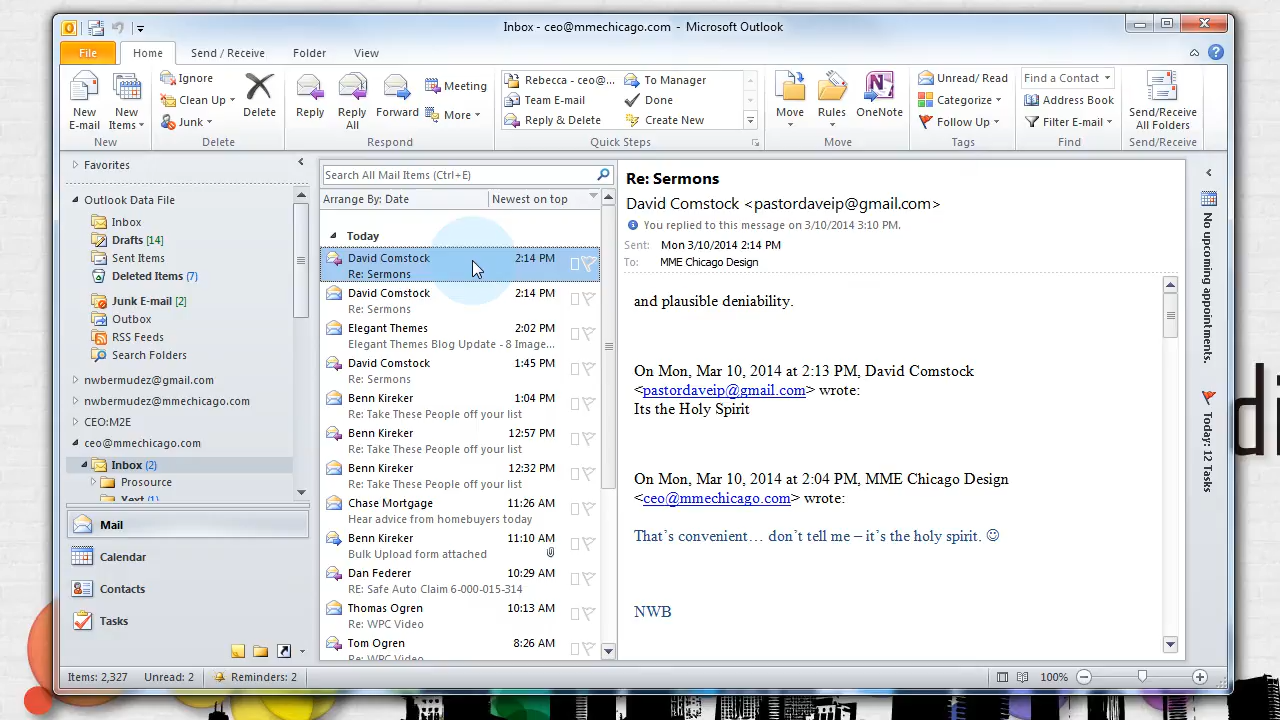 Inbox - ceo@mmechicago.com - Microsoft Outlook
File Home Send / Receive Folder View
New E-mail
New Items
New
Ignore
Clean Up
Junk
Delete
Delete
Reply
Reply All
Forward
Meeting
More
Respond
Rebecca - ceo@...
Team E-mail
Reply & Delete
To Manager
Done
Create New
Quick Steps
Move
Rules
OneNote
Move
Unread/ Read
Categorize
Follow Up
Tags
Find a Contact
Address Book
Filter E-mail
Find
Send/Receive All Folders
Send/Receive
Favorites
Outlook Data File
Inbox
Drafts [14]
Sent Items
Deleted Items (7)
Junk E-mail [2]
Outbox
RSS Feeds
Search Folders
nwbermudez@gmail.com
nwbermudez@mmechicago.com
CEO:M2E
ceo@mmechicago.com
Inbox (2)
Prosource
Yext (1)
Mail
Calendar
Contacts
Tasks
Search All Mail Items (Ctrl+E)
Arrange By: Date Newest on top
Today
David Comstock 2:14 PM
Re: Sermons
David Comstock 2:14 PM
Re: Sermons
Elegant Themes 2:02 PM
Elegant Themes Blog Update - 8 Image...
David Comstock 1:45 PM
Re: Sermons
Benn Kireker 1:04 PM
Re: Take These People off your list
Benn Kireker 12:57 PM
Re: Take These People off your list
Benn Kireker 12:32 PM
Re: Take These People off your list
Chase Mortgage 11:26 AM
Hear advice from homebuyers today
Benn Kireker 11:10 AM
Bulk Upload form attached
Dan Federer 10:29 AM
RE: Safe Auto Claim 6-000-015-314
Thomas Ogren 10:13 AM
Re: WPC Video
Tom Ogren 8:26 AM
Re: WPC Video
Re: Sermons
David Comstock <pastordaveip@gmail.com>
You replied to this message on 3/10/2014 3:10 PM.
Sent: Mon 3/10/2014 2:14 PM
To: MME Chicago Design
and plausible deniability.
On Mon, Mar 10, 2014 at 2:13 PM, David Comstock
<pastordaveip@gmail.com> wrote:
Its the Holy Spirit
On Mon, Mar 10, 2014 at 2:04 PM, MME Chicago Design
<ceo@mmechicago.com> wrote:
That's convenient… don't tell me – it's the holy spirit. ☺
NWB
No upcoming appointments.
Today: 12 Tasks
di
Items: 2,327 Unread: 2 Reminders: 2 100%